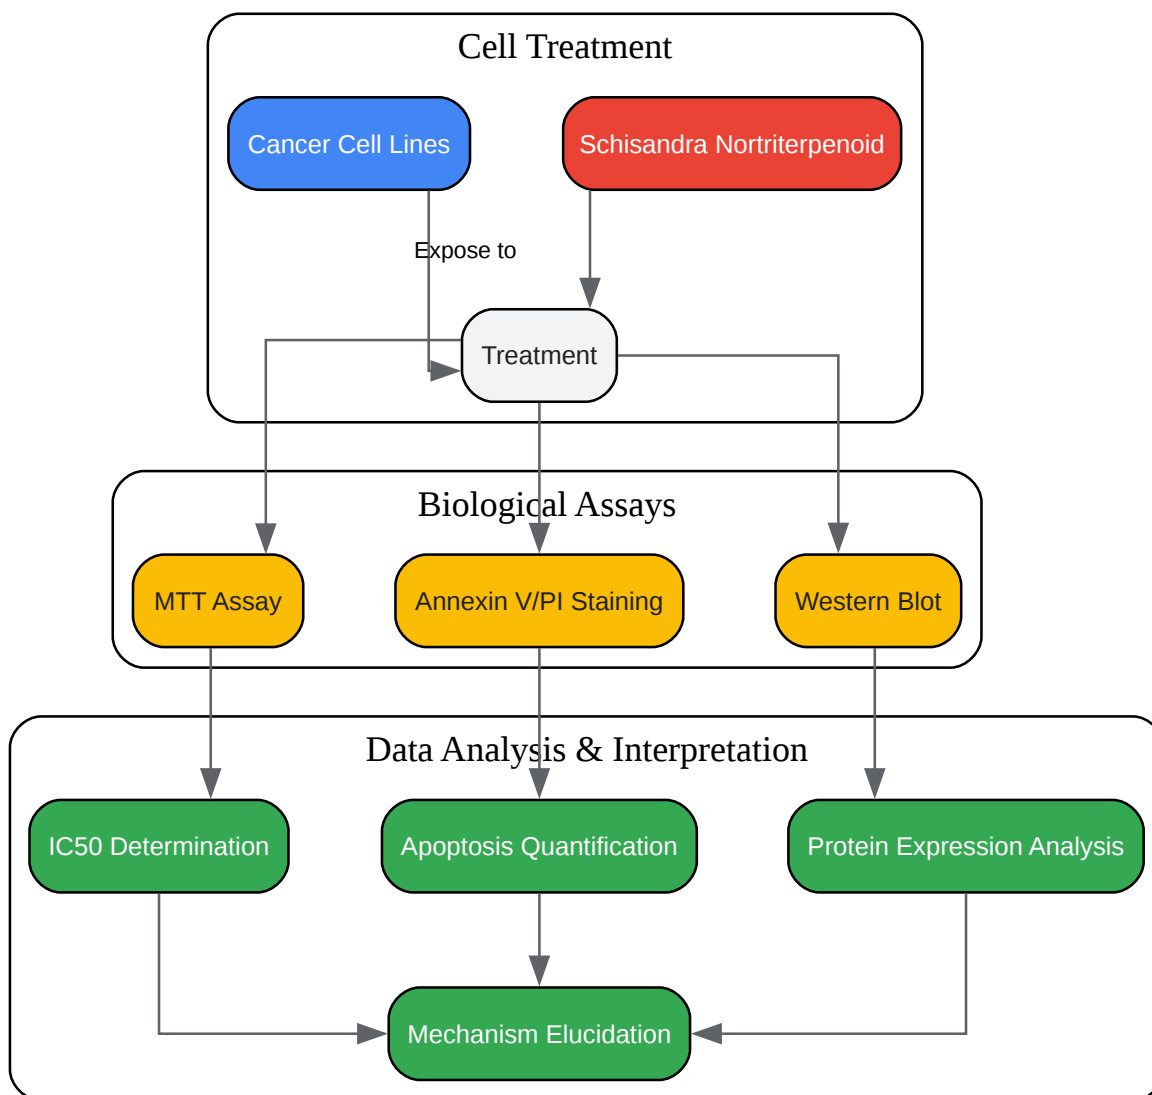 Cell Treatment
Cancer Cell Lines
Schisandra Nortriterpenoid
Expose to
Treatment
Biological Assays
MTT Assay
Annexin V/PI Staining
Western Blot
Data Analysis & Interpretation
IC50 Determination
Apoptosis Quantification
Protein Expression Analysis
Mechanism Elucidation